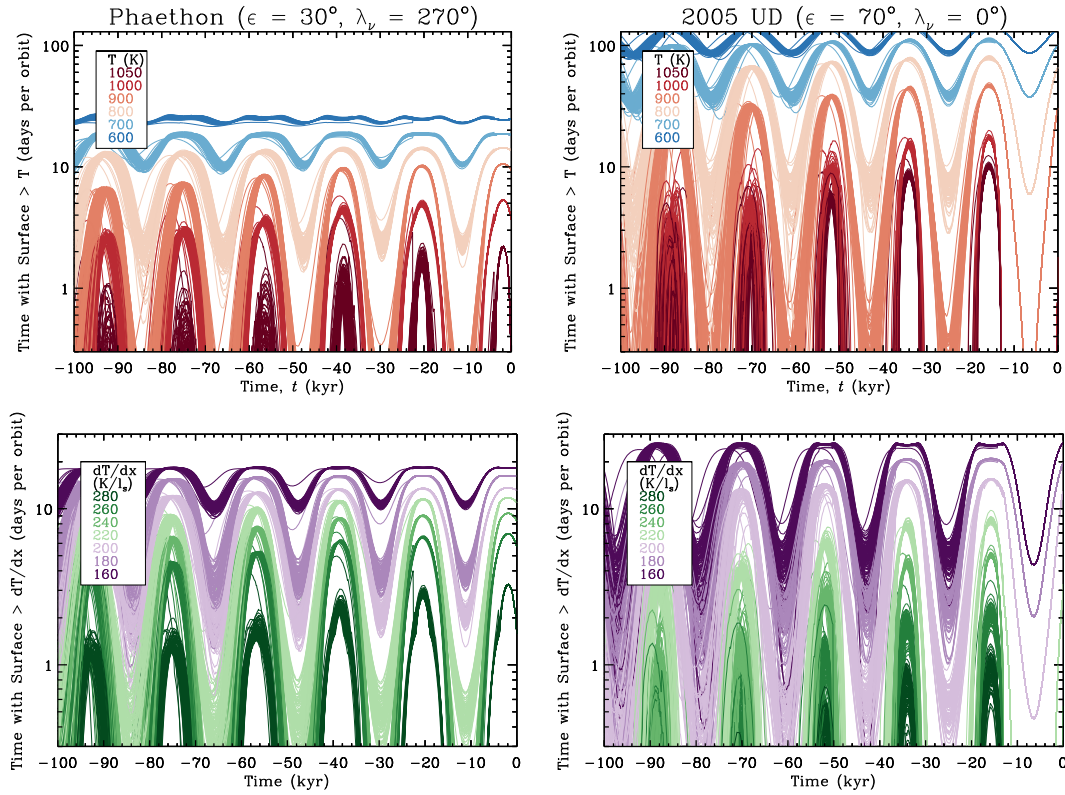 Phaethon (ϵ = 30°, λν = 270°)
2005 UD (ϵ = 70°, λν = 0°)
Time with Surface > T (days per orbit)
100
10
1
T (K)
1050
1000
900
800
700
600
-100 -90 -80 -70 -60 -50 -40 -30 -20 -10 0
Time, t (kyr)
Time with Surface > T (days per orbit)
100
10
1
T (K)
1050
1000
900
800
700
600
-100 -90 -80 -70 -60 -50 -40 -30 -20 -10 0
Time, t (kyr)
Time with Surface > dT/dx (days per orbit)
10
1
dT/dx
(K/ls)
280
260
240
220
200
180
160
-100 -90 -80 -70 -60 -50 -40 -30 -20 -10 0
Time (kyr)
Time with Surface > dT/dx (days per orbit)
10
1
dT/dx
(K/ls)
280
260
240
220
200
180
160
-100 -90 -80 -70 -60 -50 -40 -30 -20 -10 0
Time (kyr)